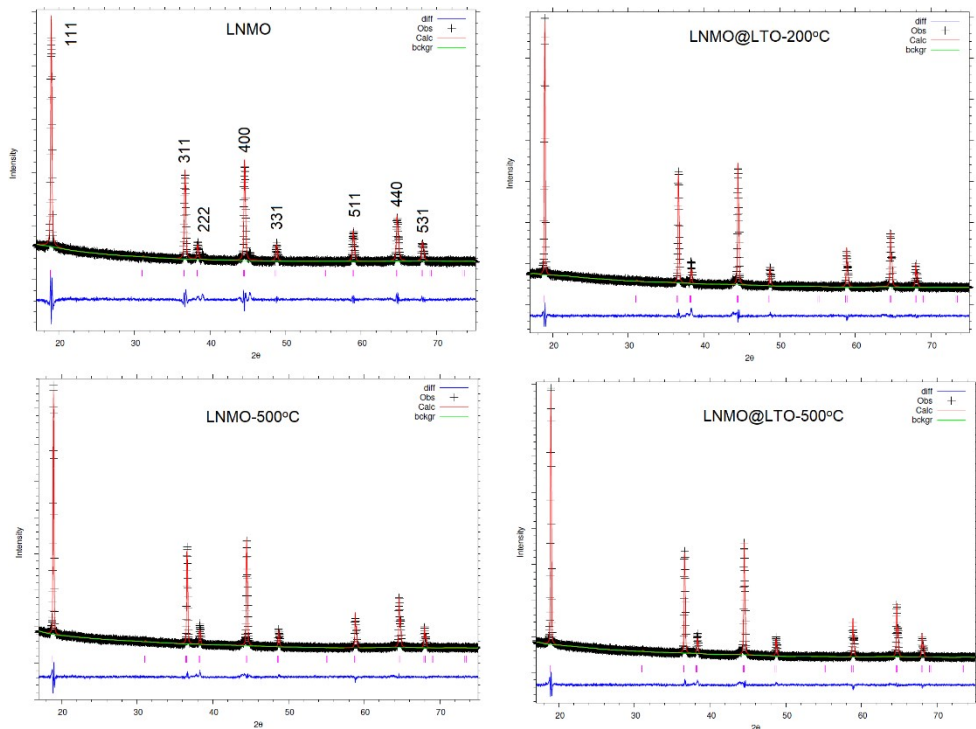 LNMO
diff
Obs
Calc
bckgr
111
311
222
400
331
511
440
531
Intensity
20 30 40 50 60 70
2θ
LNMO@LTO-200°C
diff
Obs
Calc
bckgr
Intensity
20 30 40 50 60 70
2θ
LNMO-500°C
diff
Obs
Calc
bckgr
Intensity
20 30 40 50 60 70
2θ
LNMO@LTO-500°C
diff
Obs
Calc
bckgr
Intensity
20 30 40 50 60 70
2θ